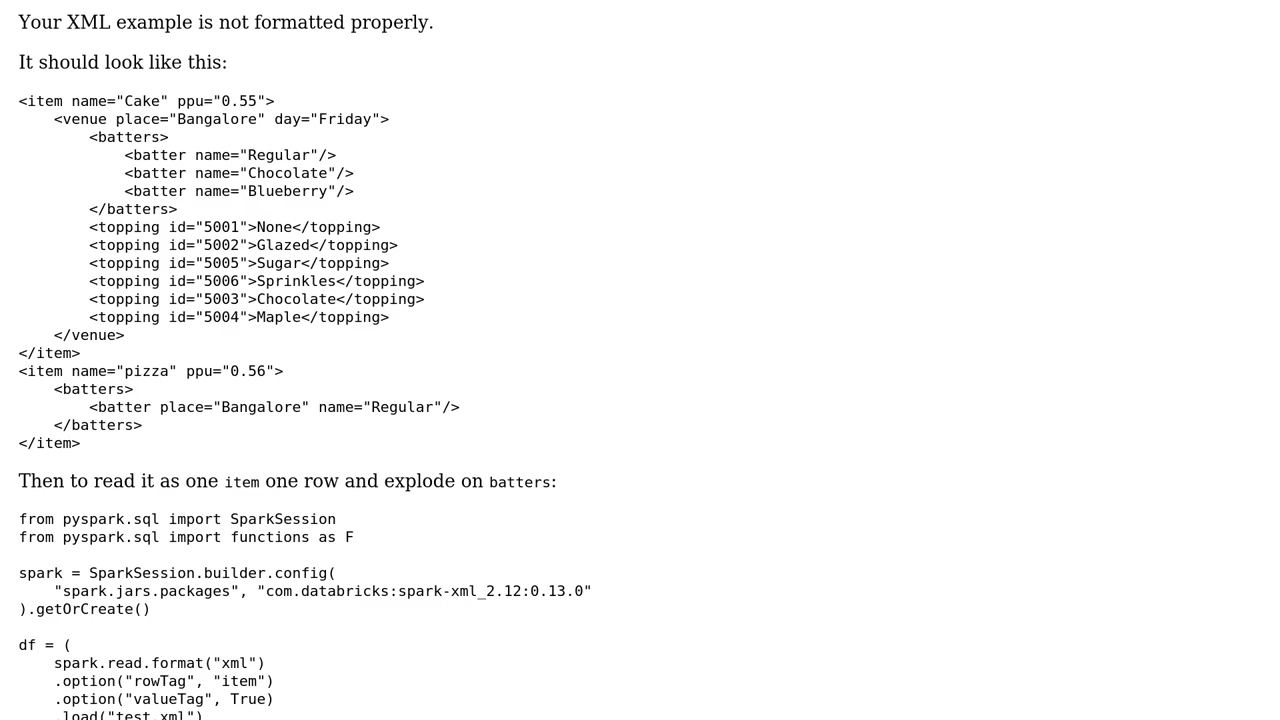 Your XML example is not formatted properly.
It should look like this:
<item name="Cake" ppu="0.55">
    <venue place="Bangalore" day="Friday">
        <batters>
            <batter name="Regular"/>
            <batter name="Chocolate"/>
            <batter name="Blueberry"/>
        </batters>
        <topping id="5001">None</topping>
        <topping id="5002">Glazed</topping>
        <topping id="5005">Sugar</topping>
        <topping id="5006">Sprinkles</topping>
        <topping id="5003">Chocolate</topping>
        <topping id="5004">Maple</topping>
    </venue>
</item>
<item name="pizza" ppu="0.56">
    <batters>
        <batter place="Bangalore" name="Regular"/>
    </batters>
</item>
Then to read it as one item one row and explode on batters:
from pyspark.sql import SparkSession
from pyspark.sql import functions as F
spark = SparkSession.builder.config(
    "spark.jars.packages", "com.databricks:spark-xml_2.12:0.13.0"
).getOrCreate()
df = (
    spark.read.format("xml")
    .option("rowTag", "item")
    .option("valueTag", True)
    .load("test.xml")